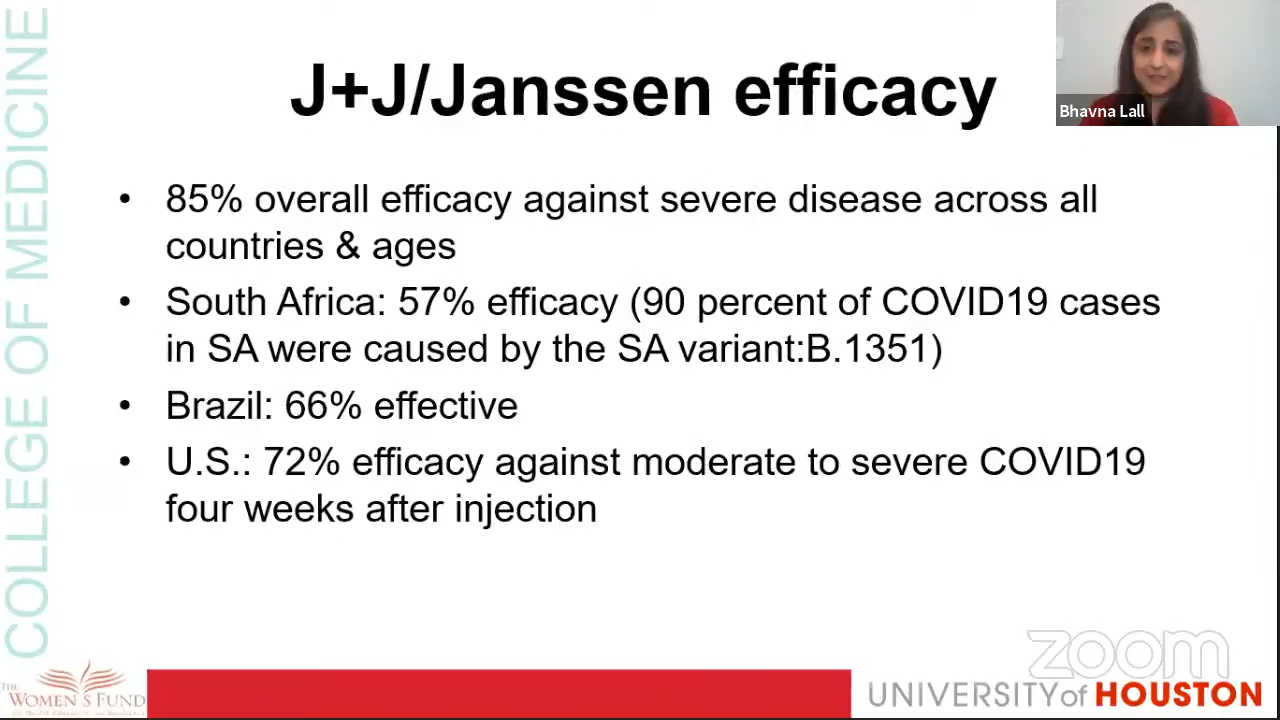 COLLEGE OF MEDICINE
J+J/Janssen efficacy
Bhavna Lall
• 85% overall efficacy against severe disease across all
countries & ages
• South Africa: 57% efficacy (90 percent of COVID19 cases
in SA were caused by the SA variant:B.1351)
• Brazil: 66% effective
• U.S.: 72% efficacy against moderate to severe COVID19
four weeks after injection
zoom
THE
WOMEN'S FUND
UNIVERSITY of HOUSTON